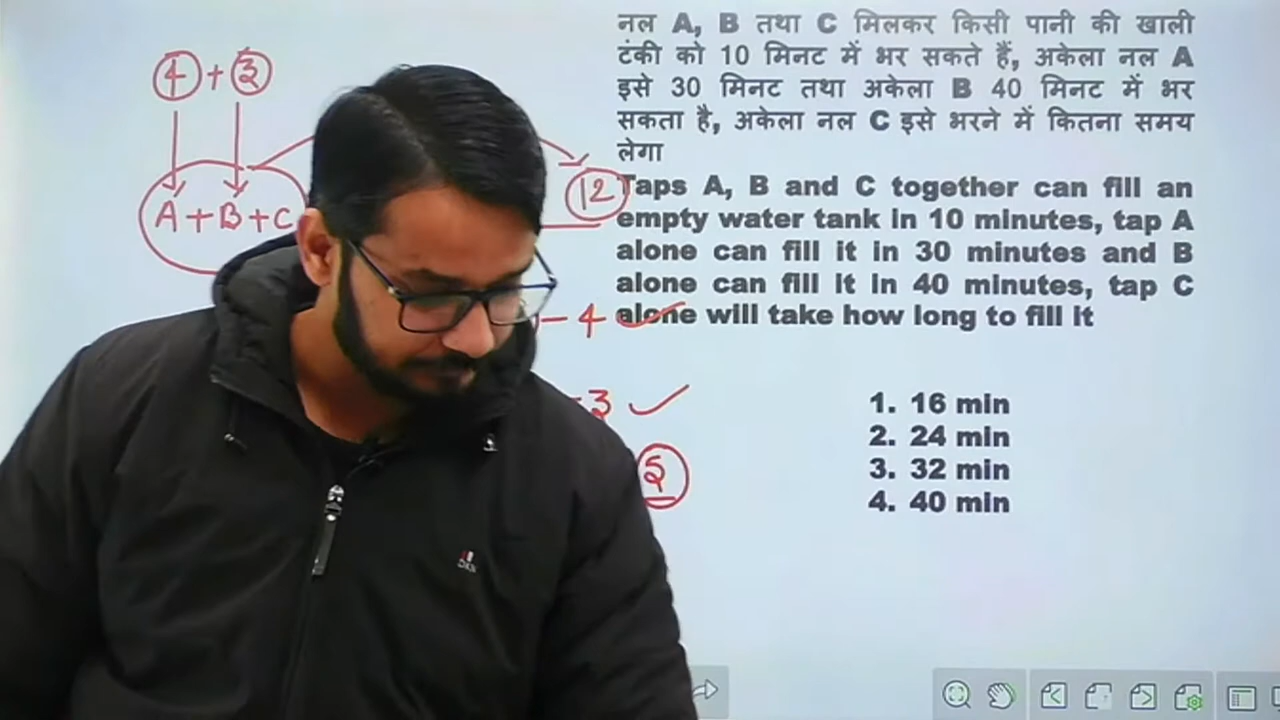 नल A, B तथा C मिलकर किसी पानी की खाली
टंकी को 10 मिनट में भर सकते हैं, अकेला नल A
इसे 30 मिनट तथा अकेला B 40 मिनट में भर
सकता है, अकेला नल C इसे भरने में कितना समय
लेगा
Taps A, B and C together can fill an
empty water tank in 10 minutes, tap A
alone can fill it in 30 minutes and B
alone can fill it in 40 minutes, tap C
alone will take how long to fill it
4 + 3
A+B+C
12
- 4
3
5
1. 16 min
2. 24 min
3. 32 min
4. 40 min